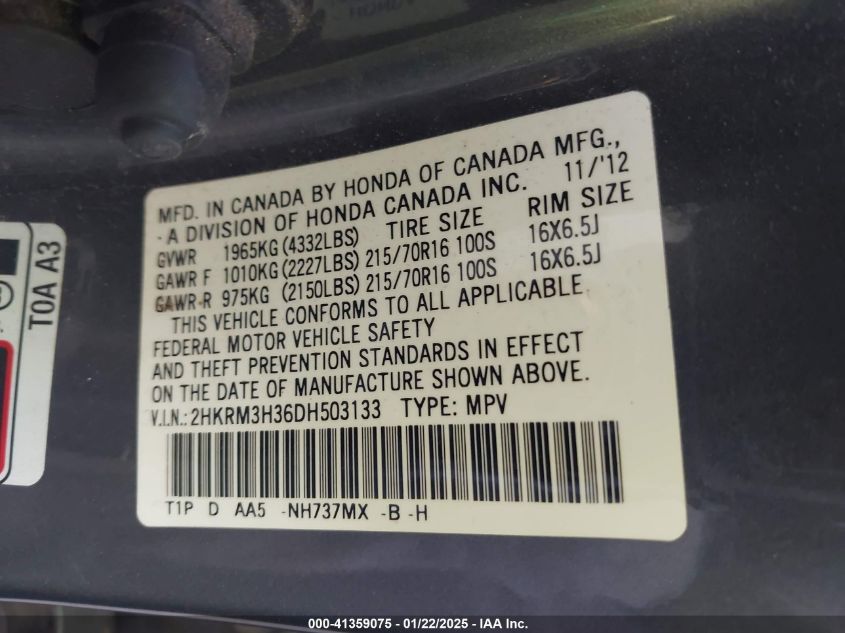 MFD. IN CANADA BY HONDA OF CANADA MFG.,
- A DIVISION OF HONDA CANADA INC. 11/'12
GVWR 1965KG (4332LBS) TIRE SIZE RIM SIZE
GAWR F 1010KG (2227LBS) 215/70R16 100S 16X6.5J
GAWR R 975KG (2150LBS) 215/70R16 100S 16X6.5J
THIS VEHICLE CONFORMS TO ALL APPLICABLE
FEDERAL MOTOR VEHICLE SAFETY
AND THEFT PREVENTION STANDARDS IN EFFECT
ON THE DATE OF MANUFACTURE SHOWN ABOVE.
V.I.N.: 2HKRM3H36DH503133 TYPE: MPV
T1P D AA5 -NH737MX -B -H
T0A A3
000-41359075 - 01/22/2025 - IAA Inc.